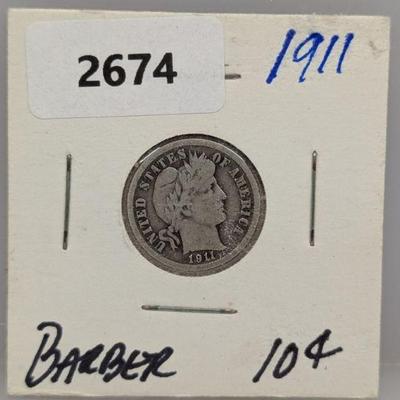 2674
1911
UNITED STATES OF AMERICA
1911
BARBER 10¢